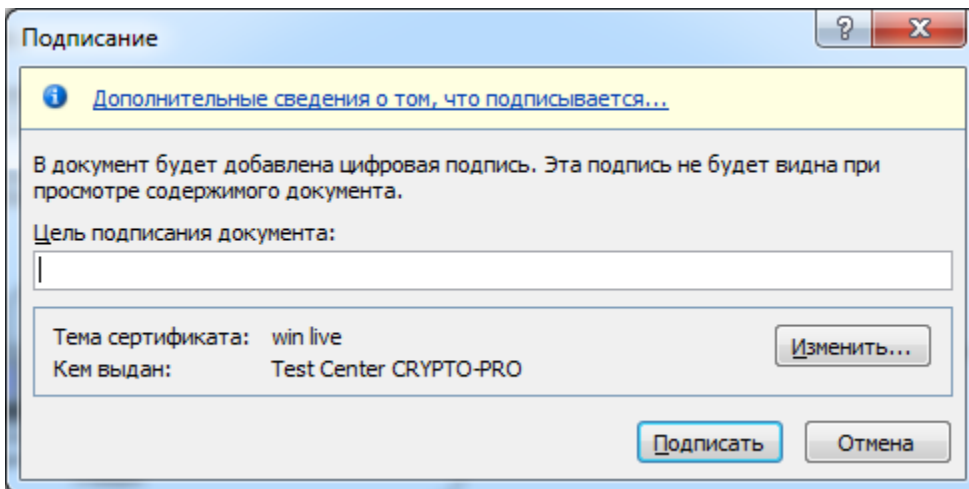 Подписание
Дополнительные сведения о том, что подписывается...
В документ будет добавлена цифровая подпись. Эта подпись не будет видна при
просмотре содержимого документа.
Цель подписания документа:
Тема сертификата: win live
Кем выдан: Test Center CRYPTO-PRO
Изменить...
Подписать Отмена